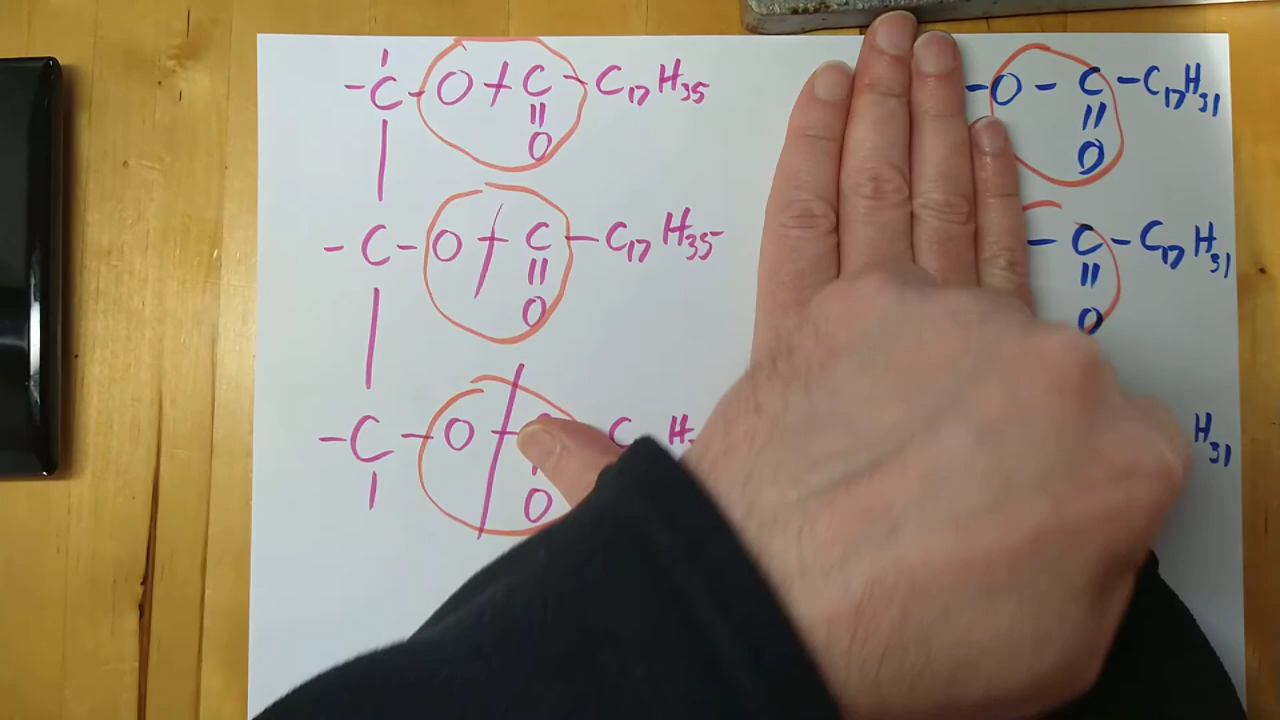 -C-O-C-C17H35
||
O
-O-C-C17H31
||
O
-C-O-C-C17H35
||
O
-C-C17H31
||
O
-C-O-
O
C H
H31